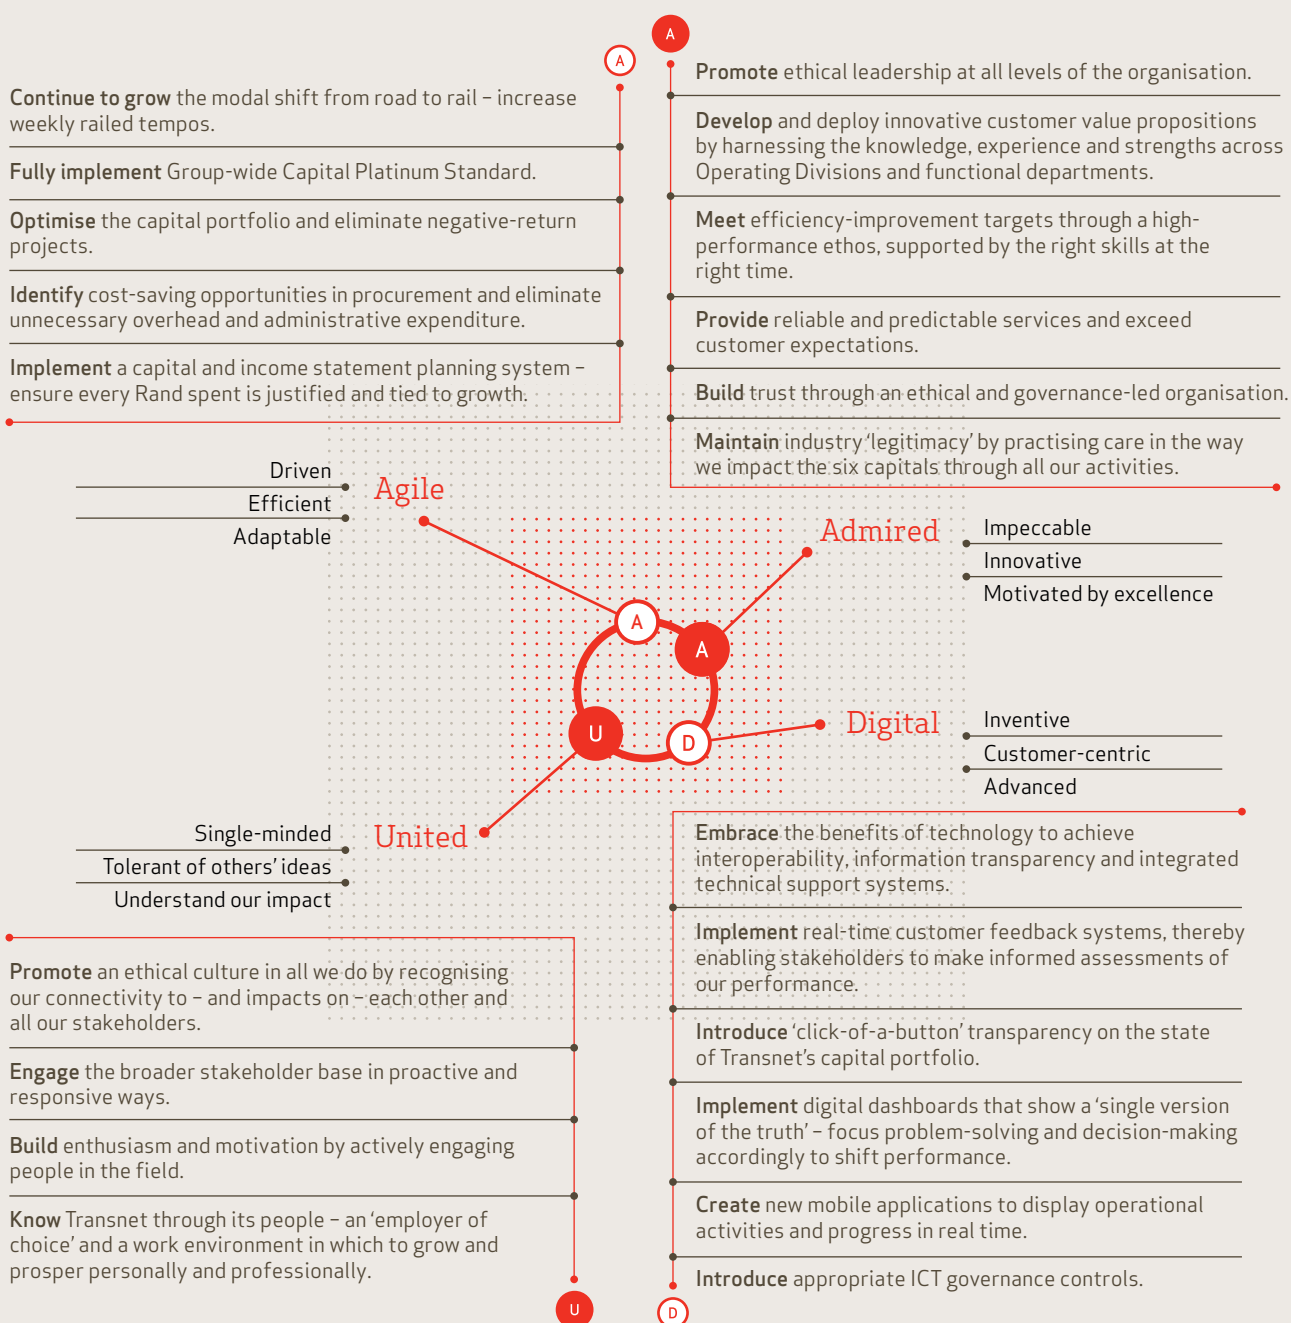 A
Continue to grow the modal shift from road to rail – increase
weekly railed tempos.
Fully implement Group-wide Capital Platinum Standard.
Optimise the capital portfolio and eliminate negative-return
projects.
Identify cost-saving opportunities in procurement and eliminate
unnecessary overhead and administrative expenditure.
Implement a capital and income statement planning system –
ensure every Rand spent is justified and tied to growth.
A
Promote ethical leadership at all levels of the organisation.
Develop and deploy innovative customer value propositions
by harnessing the knowledge, experience and strengths across
Operating Divisions and functional departments.
Meet efficiency-improvement targets through a high-
performance ethos, supported by the right skills at the
right time.
Provide reliable and predictable services and exceed
customer expectations.
Build trust through an ethical and governance-led organisation.
Maintain industry ‘legitimacy’ by practising care in the way
we impact the six capitals through all our activities.
Driven
Efficient
Adaptable
Agile
Admired
Impeccable
Innovative
Motivated by excellence
A
A
U
D
Digital
Inventive
Customer-centric
Advanced
Single-minded
Tolerant of others’ ideas
Understand our impact
United
Promote an ethical culture in all we do by recognising
our connectivity to – and impacts on – each other and
all our stakeholders.
Engage the broader stakeholder base in proactive and
responsive ways.
Build enthusiasm and motivation by actively engaging
people in the field.
Know Transnet through its people – an ‘employer of
choice’ and a work environment in which to grow and
prosper personally and professionally.
U
Embrace the benefits of technology to achieve
interoperability, information transparency and integrated
technical support systems.
Implement real-time customer feedback systems, thereby
enabling stakeholders to make informed assessments of
our performance.
Introduce ‘click-of-a-button’ transparency on the state
of Transnet’s capital portfolio.
Implement digital dashboards that show a ‘single version
of the truth’ – focus problem-solving and decision-making
accordingly to shift performance.
Create new mobile applications to display operational
activities and progress in real time.
Introduce appropriate ICT governance controls.
D